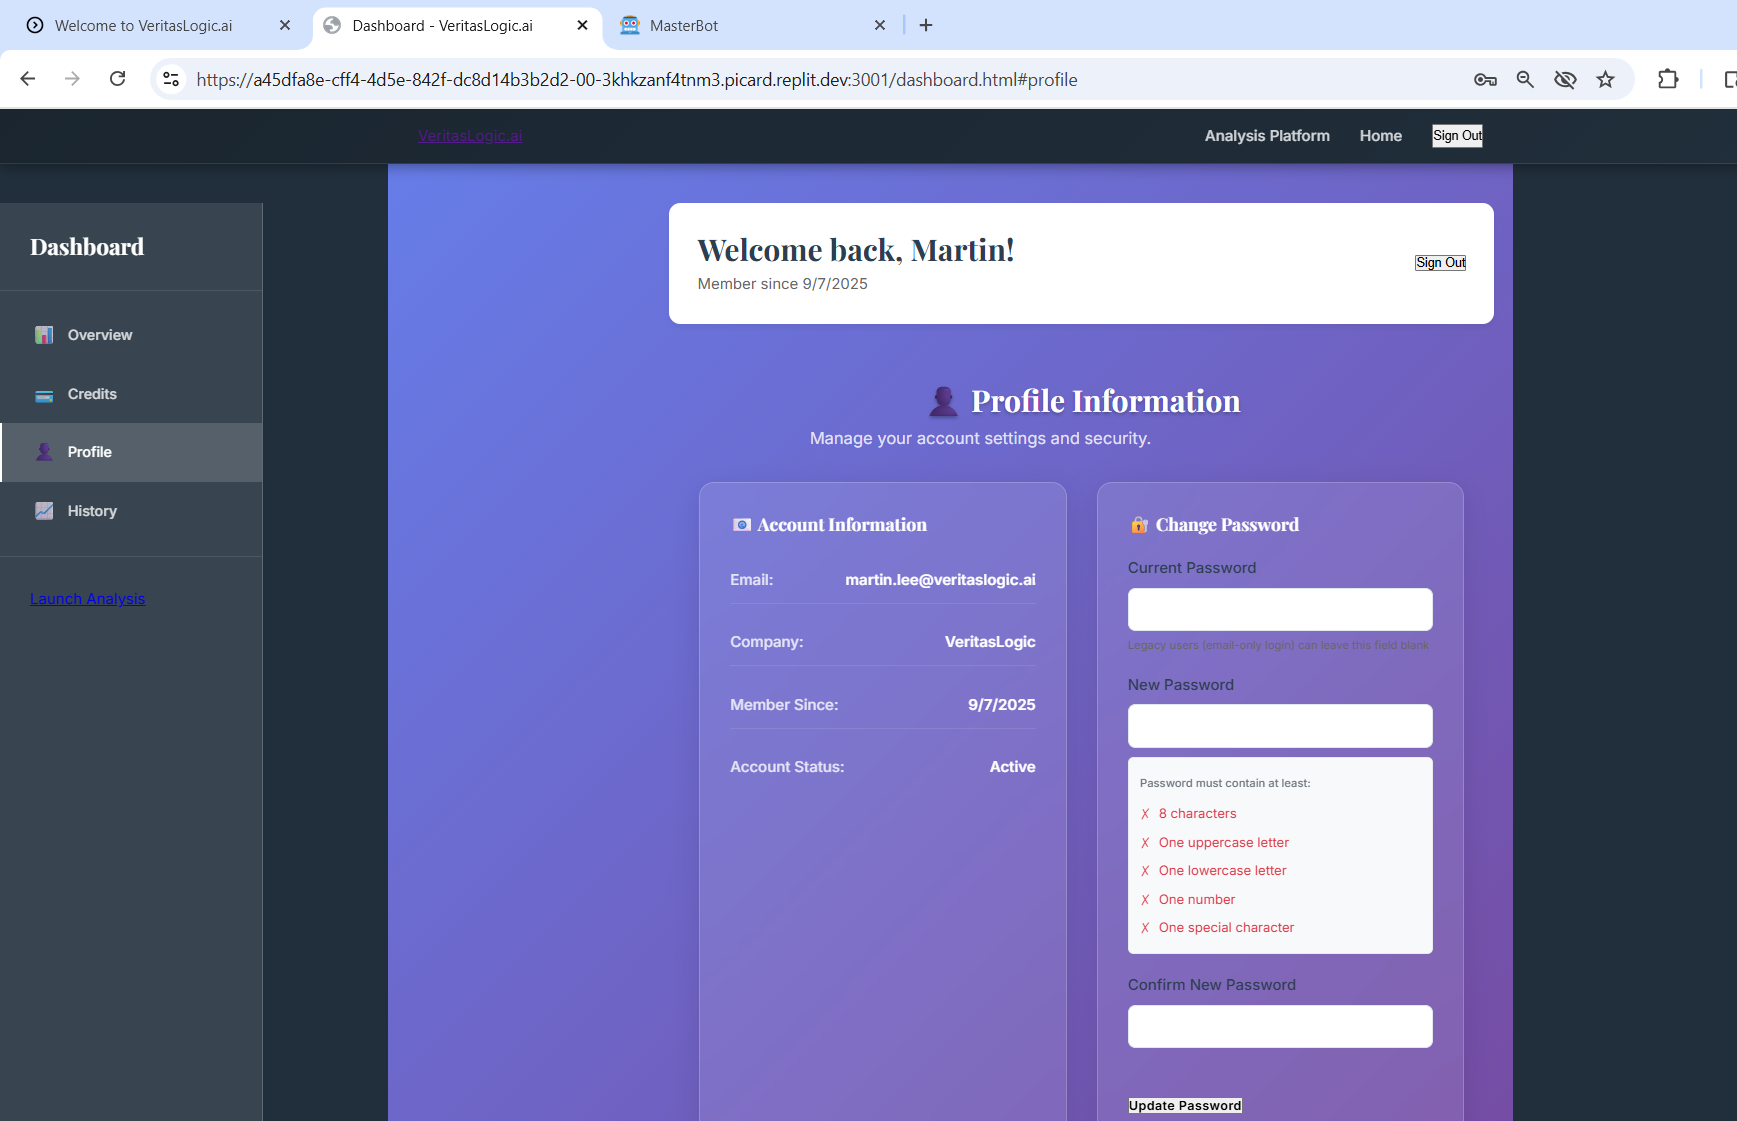 Welcome to VeritasLogic.ai
Dashboard - VeritasLogic.ai
MasterBot
https://a45dfa8e-cff4-4d5e-842f-dc8d14b3b2d2-00-3khkzanf4tnm3.picard.replit.dev:3001/dashboard.html#profile
VeritasLogic.ai
Analysis Platform
Home
Sign Out
Dashboard
Overview
Credits
Profile
History
Launch Analysis
Welcome back, Martin!
Member since 9/7/2025
Sign Out
Profile Information
Manage your account settings and security.
Account Information
Email: martin.lee@veritaslogic.ai
Company: VeritasLogic
Member Since: 9/7/2025
Account Status: Active
Change Password
Current Password
Legacy users (email-only login) can leave this field blank
New Password
Password must contain at least:
✗ 8 characters
✗ One uppercase letter
✗ One lowercase letter
✗ One number
✗ One special character
Confirm New Password
Update Password